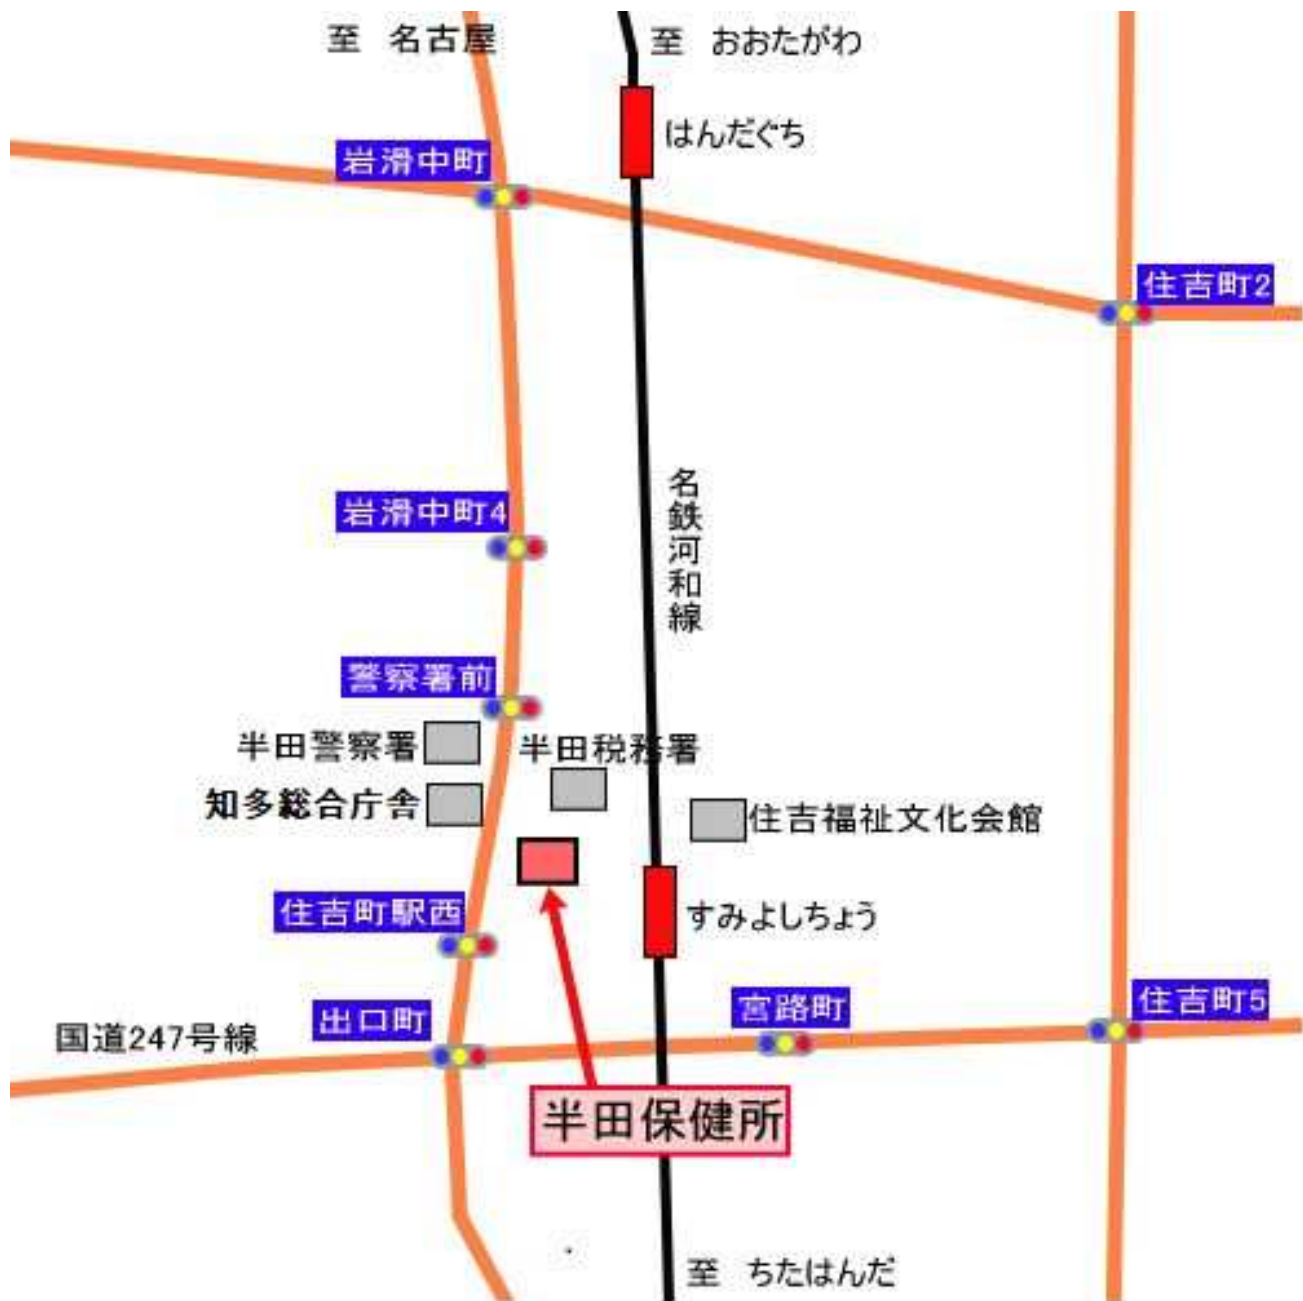 至 名古屋
至 おおたがわ
はんだぐち
岩滑中町
住吉町2
名鉄河和線
岩滑中町4
警察署前
半田警察署
半田税務署
知多総合庁舎
住吉福祉文化会館
住吉町駅西
すみよしちょう
出口町
宮路町
住吉町5
国道247号線
半田保健所
至 ちたはんだ